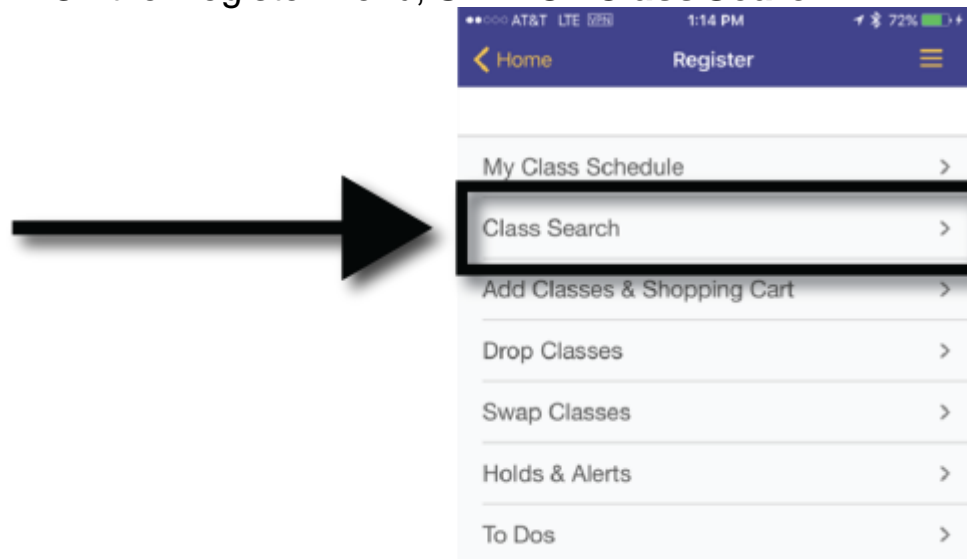 AT&T LTE VPN 1:14 PM 72%
Home Register
My Class Schedule
Class Search
Add Classes & Shopping Cart
Drop Classes
Swap Classes
Holds & Alerts
To Dos